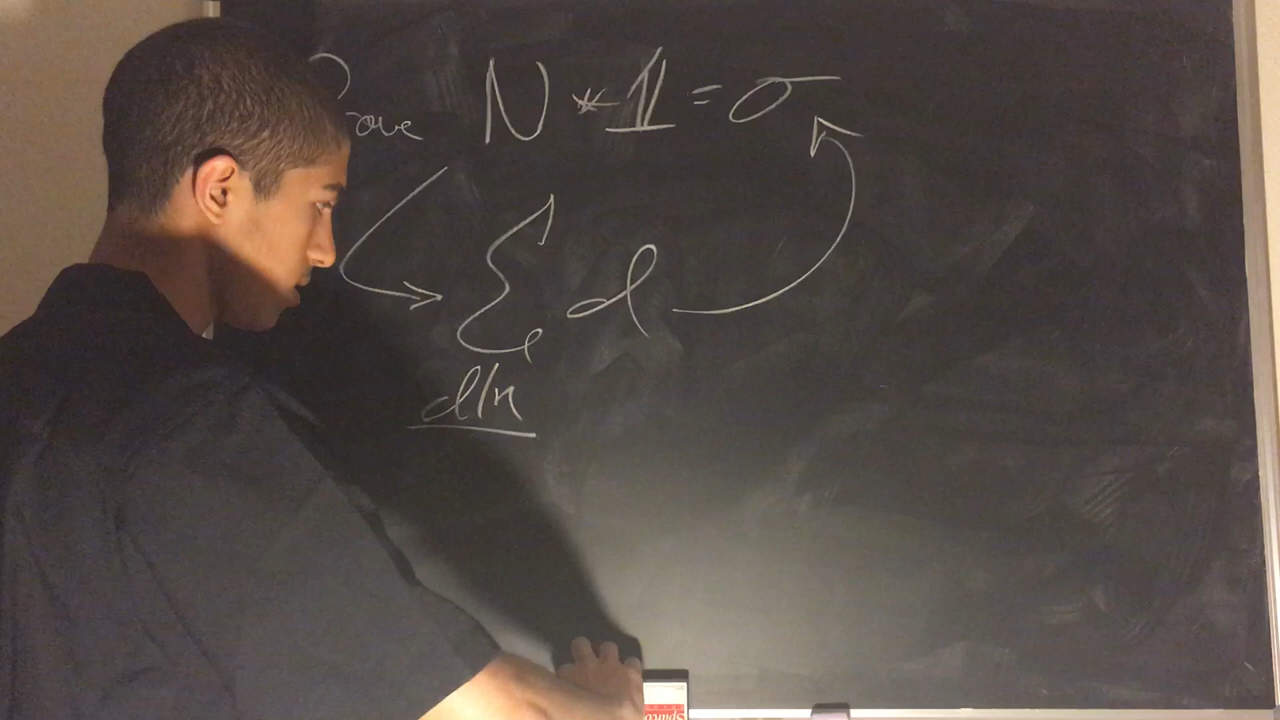 Prove N * 𝟙 = σ
Σ d
d|n